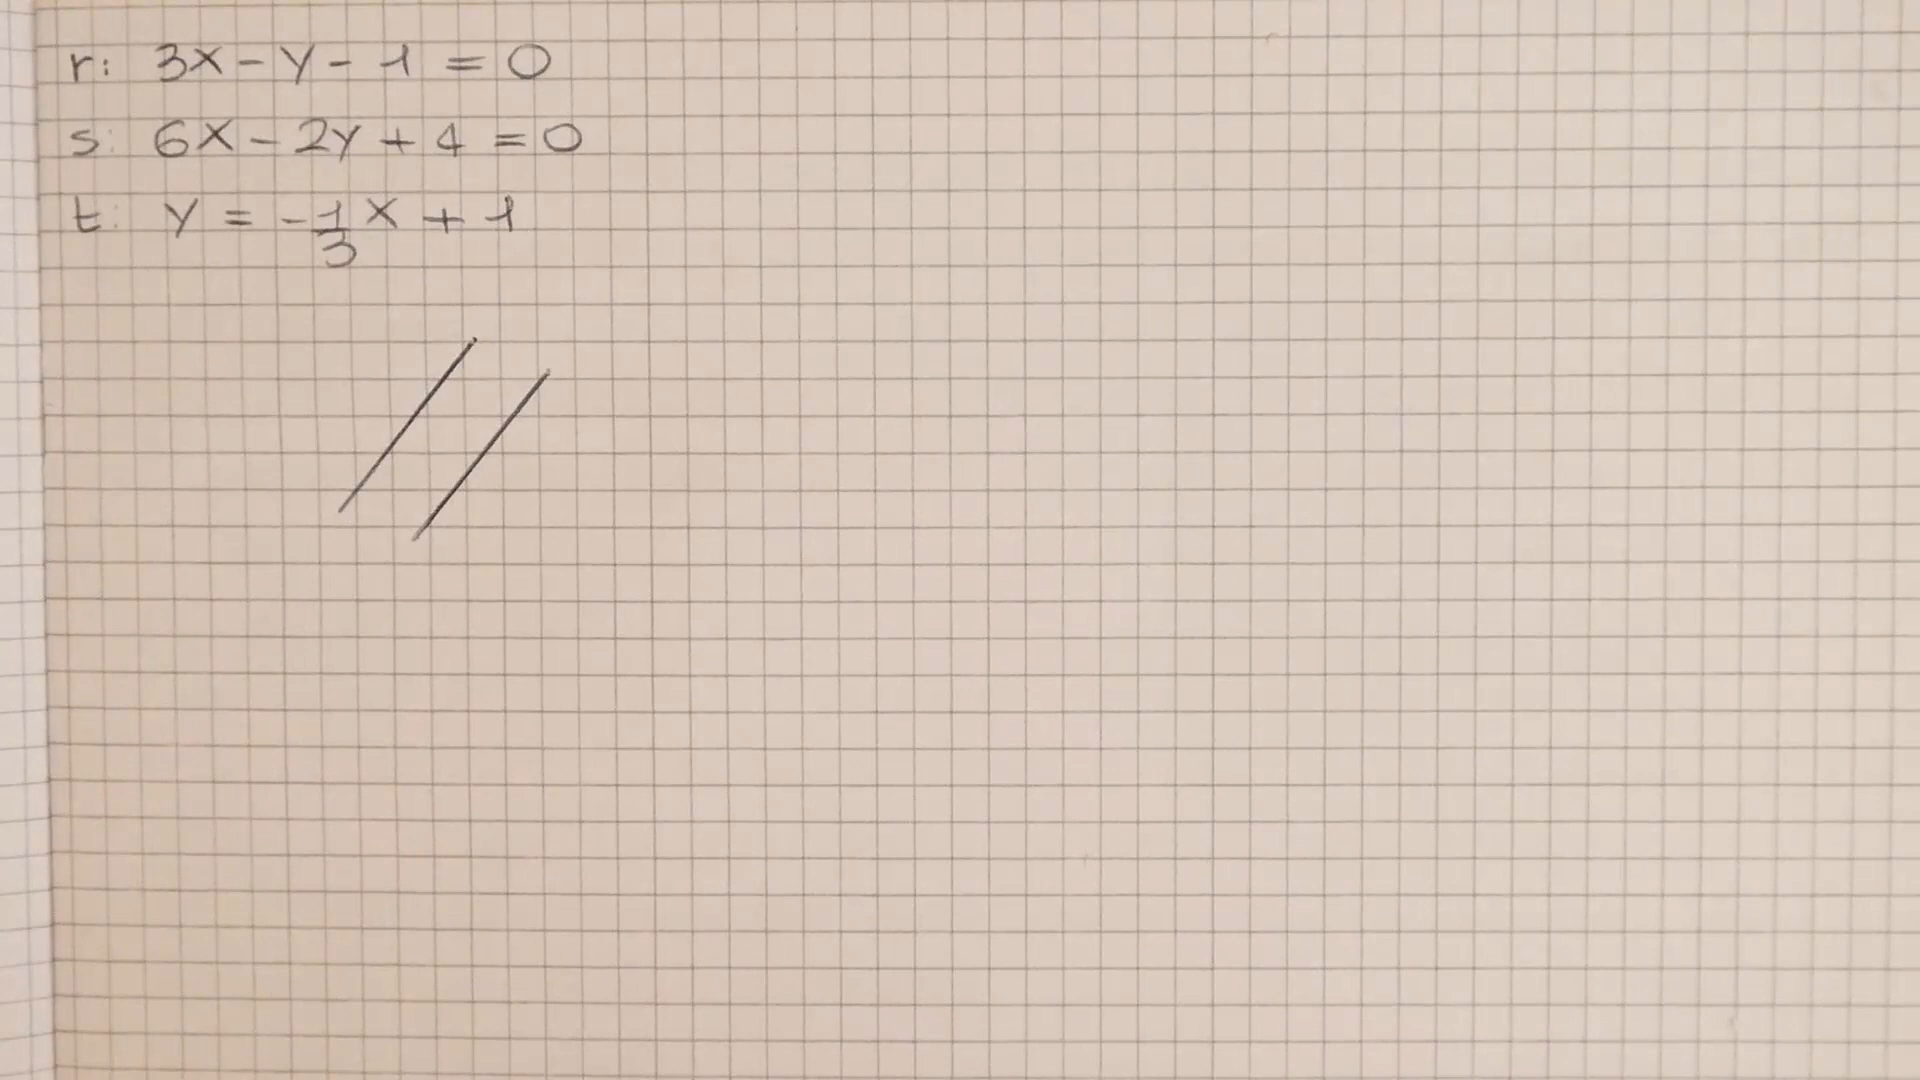 r: 3x - y - 1 = 0
s: 6x - 2y + 4 = 0
t: y = -1/3 x + 1